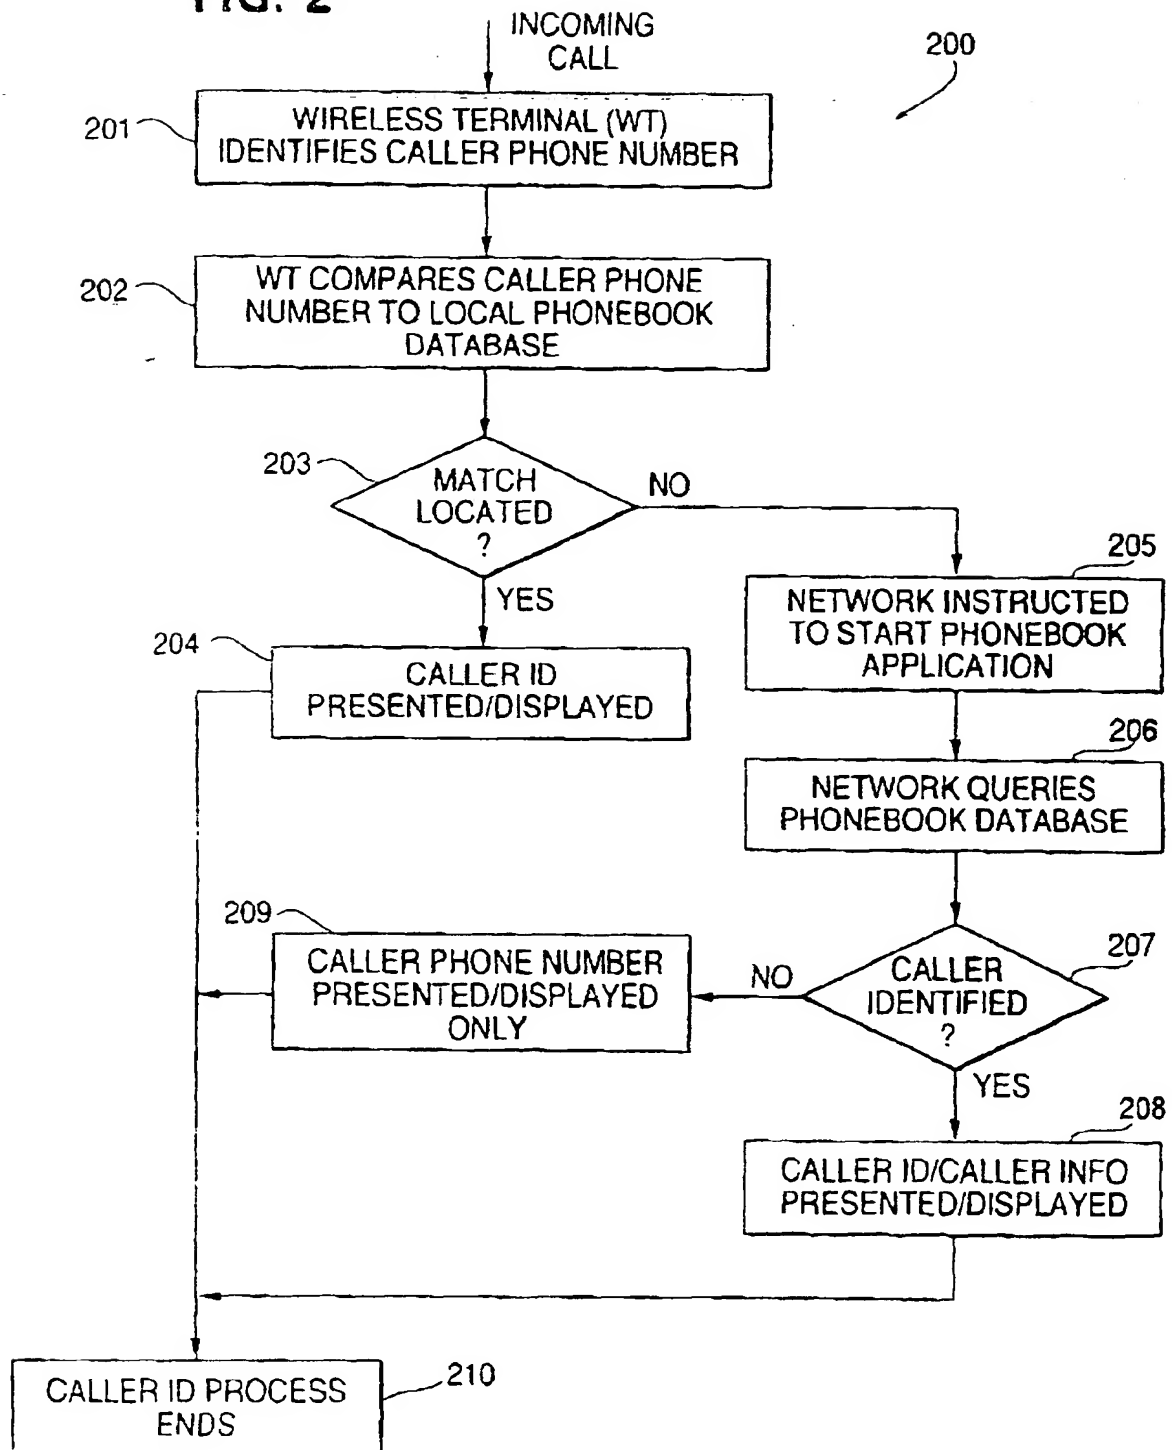 FIG. 2
INCOMING
CALL
200
201
WIRELESS TERMINAL (WT)
IDENTIFIES CALLER PHONE NUMBER
202
WT COMPARES CALLER PHONE
NUMBER TO LOCAL PHONEBOOK
DATABASE
203
MATCH
LOCATED
?
NO
YES
204
CALLER ID
PRESENTED/DISPLAYED
205
NETWORK INSTRUCTED
TO START PHONEBOOK
APPLICATION
206
NETWORK QUERIES
PHONEBOOK DATABASE
207
CALLER
IDENTIFIED
?
NO
YES
209
CALLER PHONE NUMBER
PRESENTED/DISPLAYED
ONLY
208
CALLER ID/CALLER INFO
PRESENTED/DISPLAYED
210
CALLER ID PROCESS
ENDS